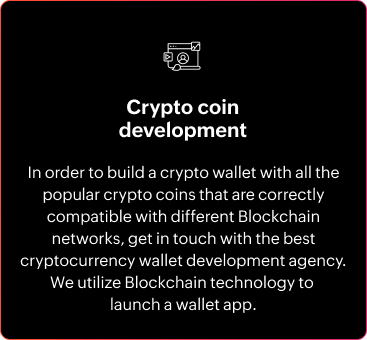 Crypto coin
development
In order to build a crypto wallet with all the
popular crypto coins that are correctly
compatible with different Blockchain
networks, get in touch with the best
cryptocurrency wallet development agency.
We utilize Blockchain technology to
launch a wallet app.